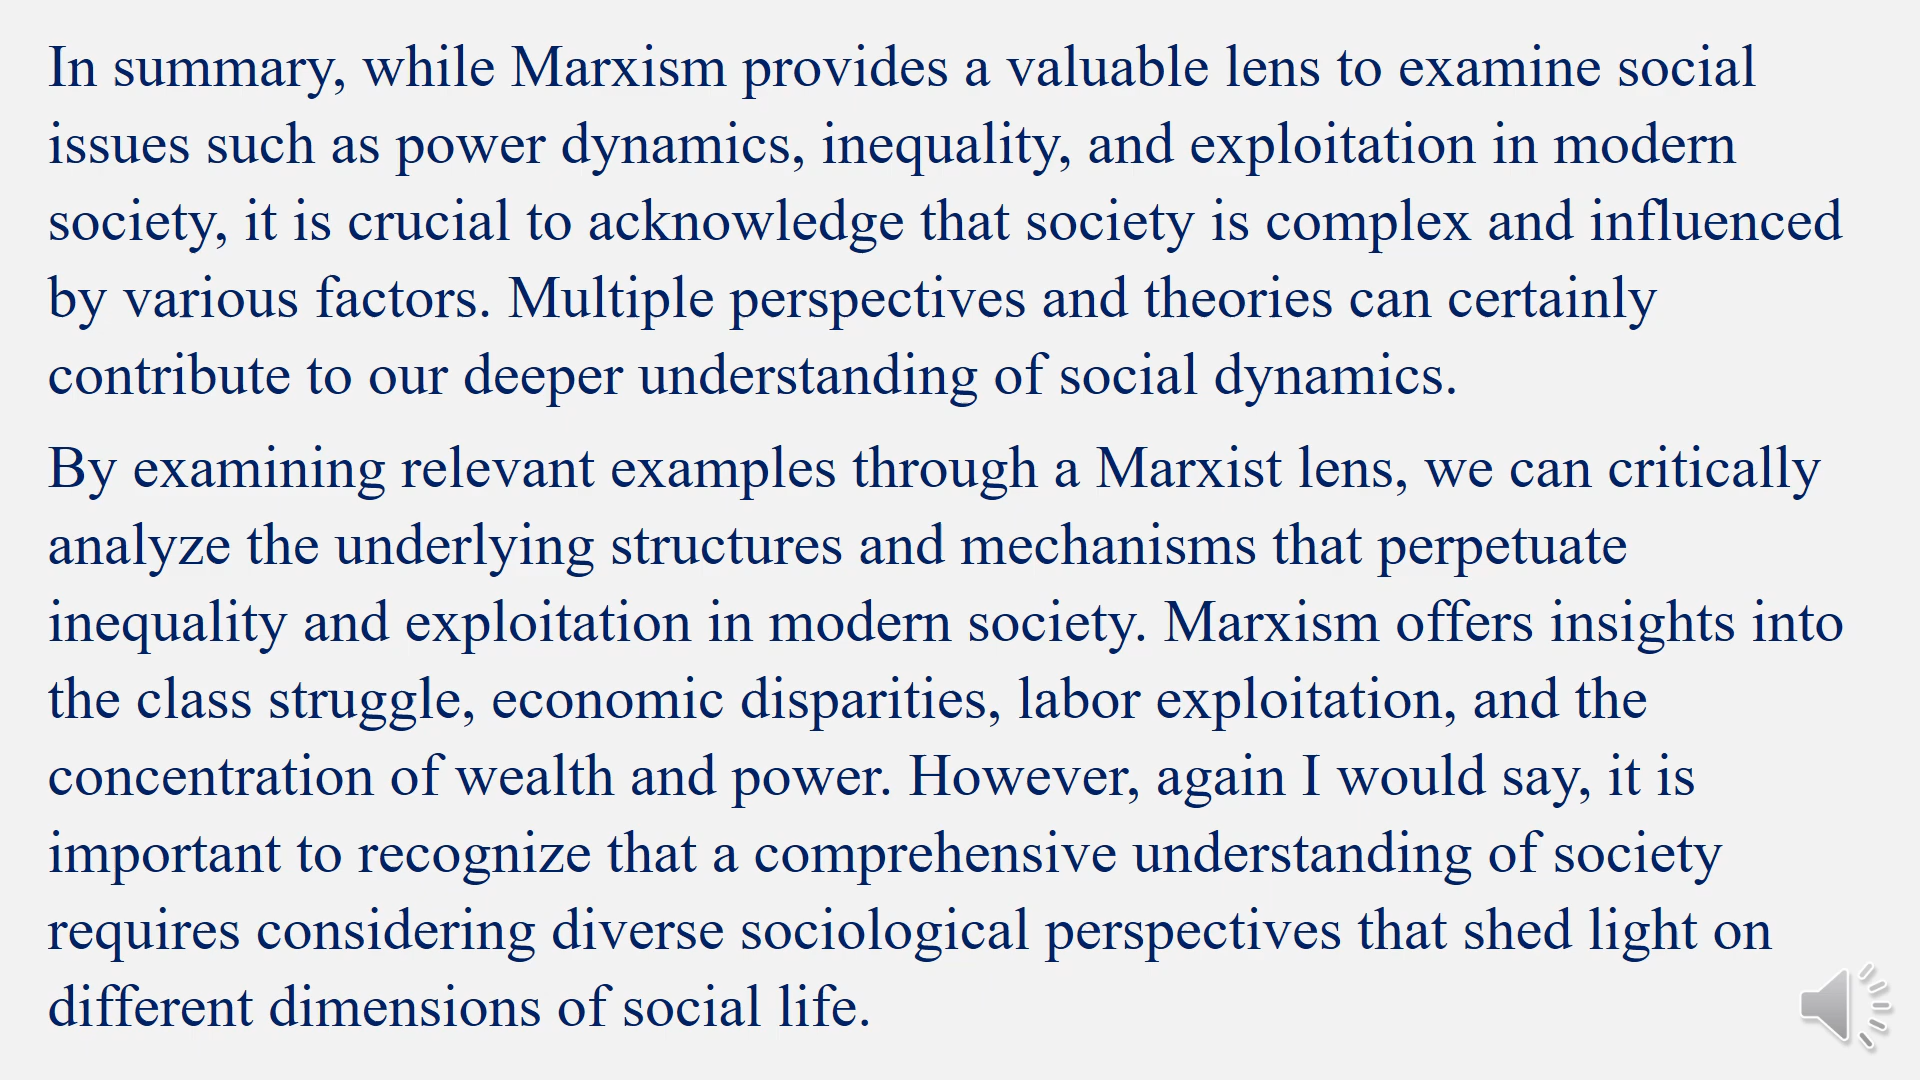 In summary, while Marxism provides a valuable lens to examine social
issues such as power dynamics, inequality, and exploitation in modern
society, it is crucial to acknowledge that society is complex and influenced
by various factors. Multiple perspectives and theories can certainly
contribute to our deeper understanding of social dynamics.
By examining relevant examples through a Marxist lens, we can critically
analyze the underlying structures and mechanisms that perpetuate
inequality and exploitation in modern society. Marxism offers insights into
the class struggle, economic disparities, labor exploitation, and the
concentration of wealth and power. However, again I would say, it is
important to recognize that a comprehensive understanding of society
requires considering diverse sociological perspectives that shed light on
different dimensions of social life.